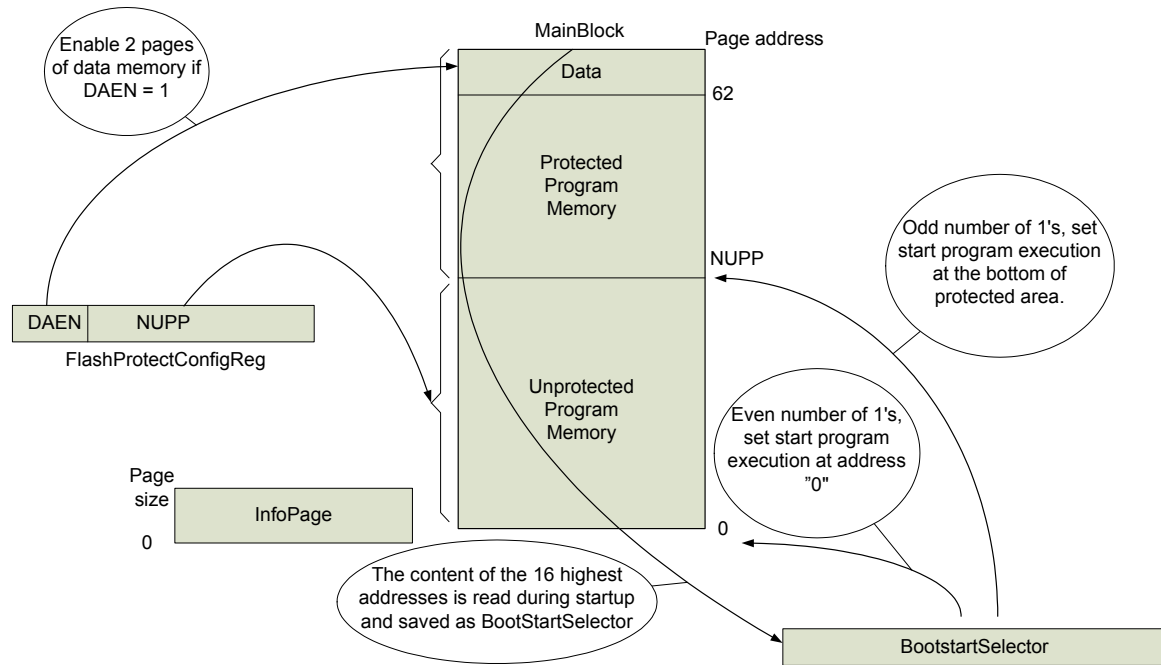 Enable 2 pages
of data memory if
DAEN = 1
MainBlock
Page address
Data
62
Protected
Program
Memory
Odd number of 1's, set
start program execution
at the bottom of
protected area.
NUPP
DAEN
NUPP
FlashProtectConfigReg
Unprotected
Program
Memory
Even number of 1's,
set start program
execution at address
”0"
Page
size
InfoPage
0
0
The content of the 16 highest
addresses is read during startup
and saved as BootStartSelector
BootstartSelector